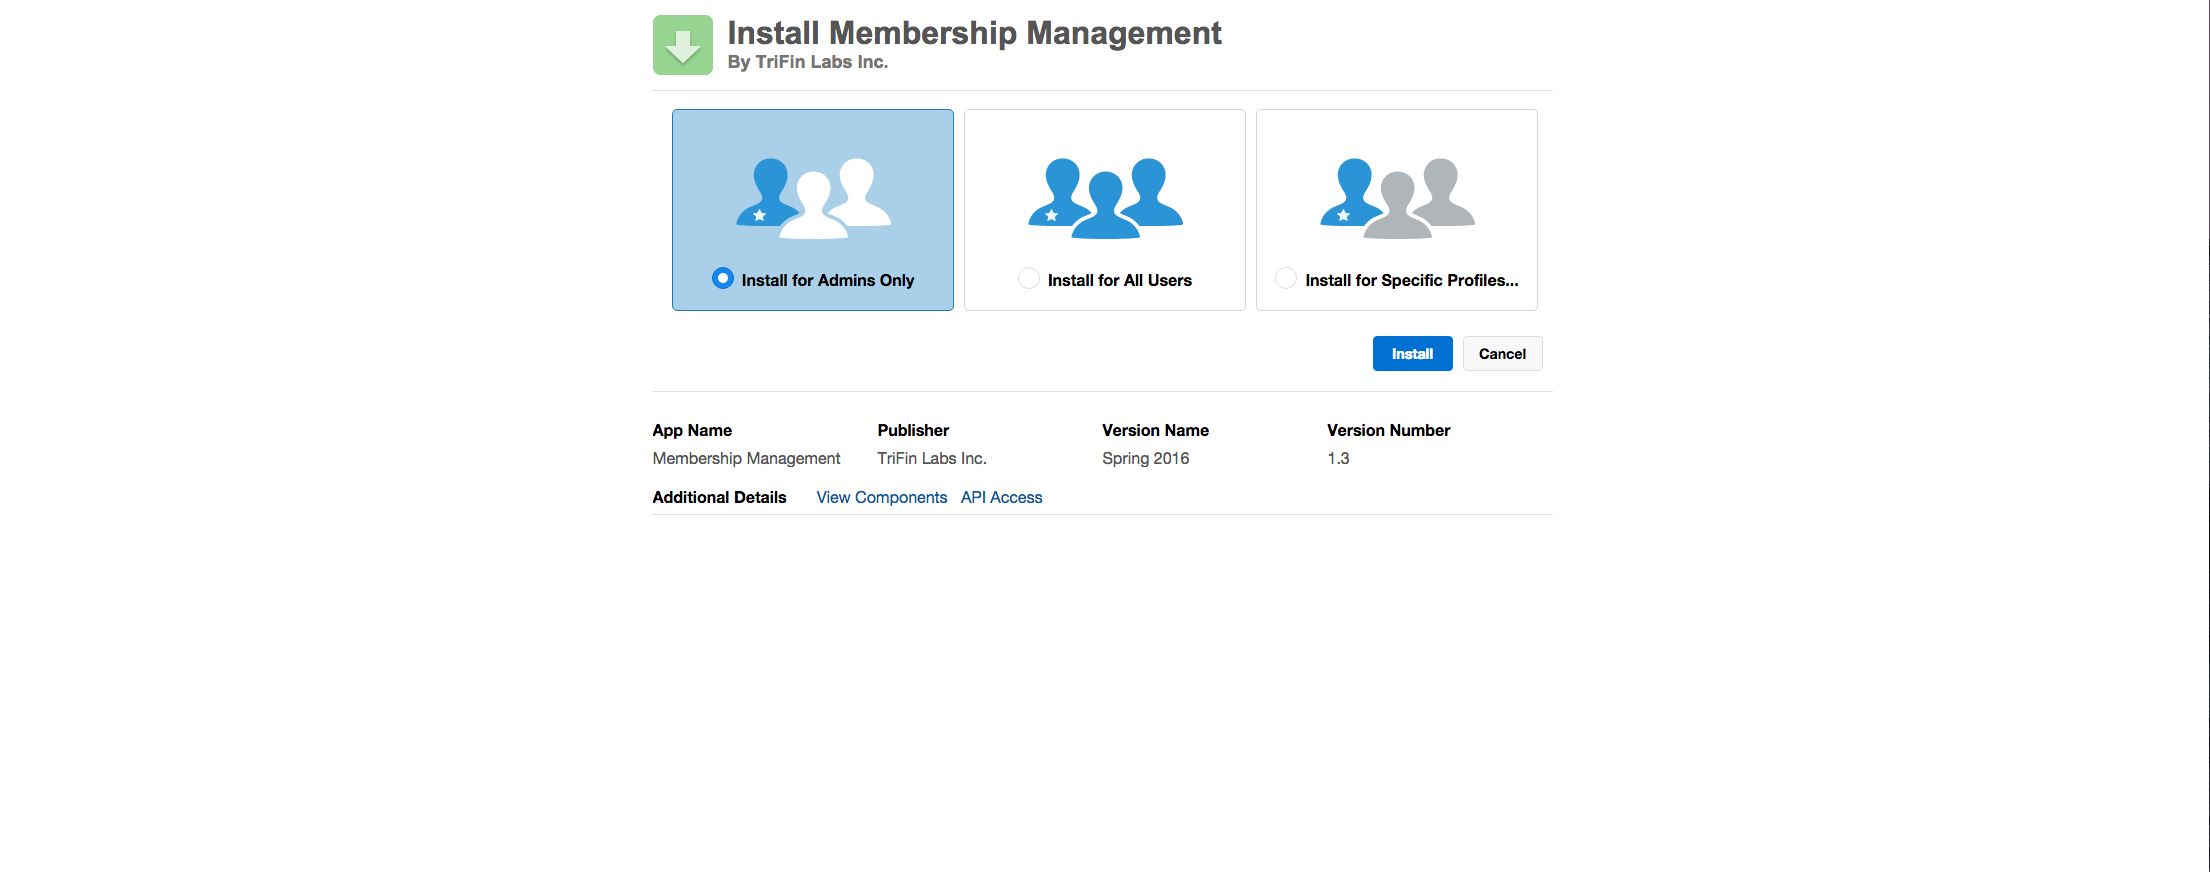 Install Membership Management
By TriFin Labs Inc.
Install for Admins Only
Install for All Users
Install for Specific Profiles...
Install
Cancel
App Name
Publisher
Version Name
Version Number
Membership Management
TriFin Labs Inc.
Spring 2016
1.3
Additional Details
View Components
API Access